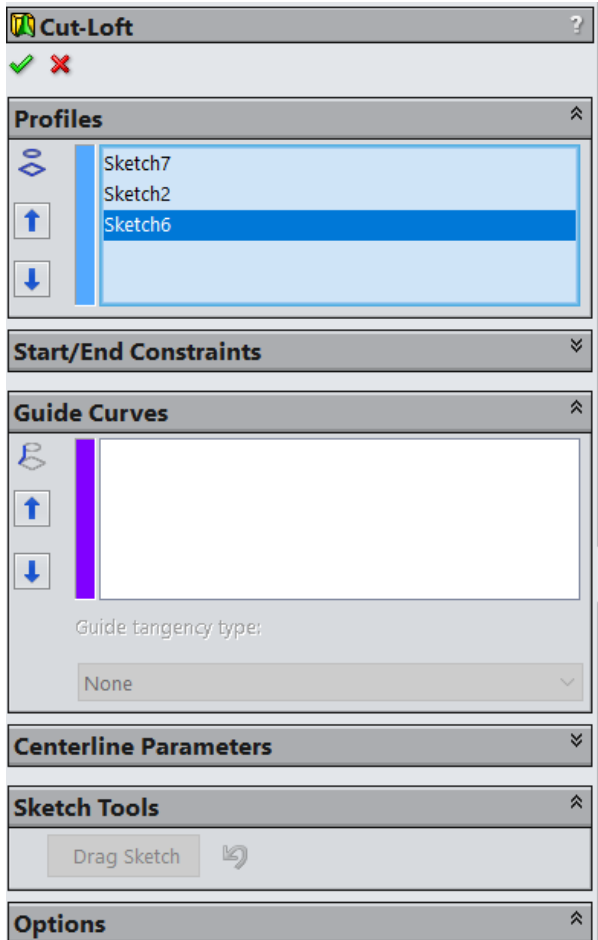 Cut-Loft ?
Profiles
Sketch7
Sketch2
Sketch6
Start/End Constraints
Guide Curves
Guide tangency type:
None
Centerline Parameters
Sketch Tools
Drag Sketch
Options